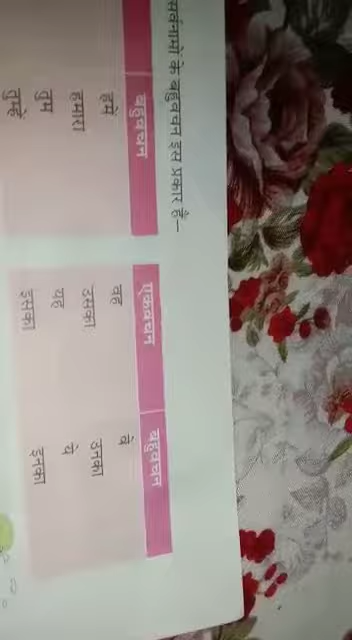 सर्वनामों के बहुवचन इस प्रकार हैं–
बहुवचन एकवचन बहुवचन
हम वह वे
हमारा उसका उनका
तुम यह ये
तुम्हें इसका इनका